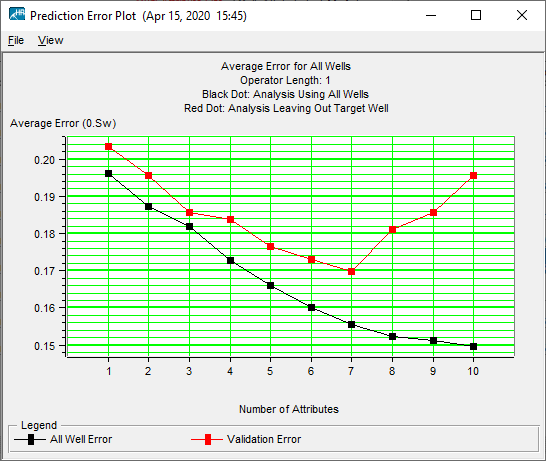 HR Prediction Error Plot (Apr 15, 2020 15:45)
File View
Average Error for All Wells
Operator Length: 1
Black Dot: Analysis Using All Wells
Red Dot: Analysis Leaving Out Target Well
Average Error (0.Sw)
0.20
0.19
0.18
0.17
0.16
0.15
1 2 3 4 5 6 7 8 9 10
Number of Attributes
Legend
All Well Error Validation Error